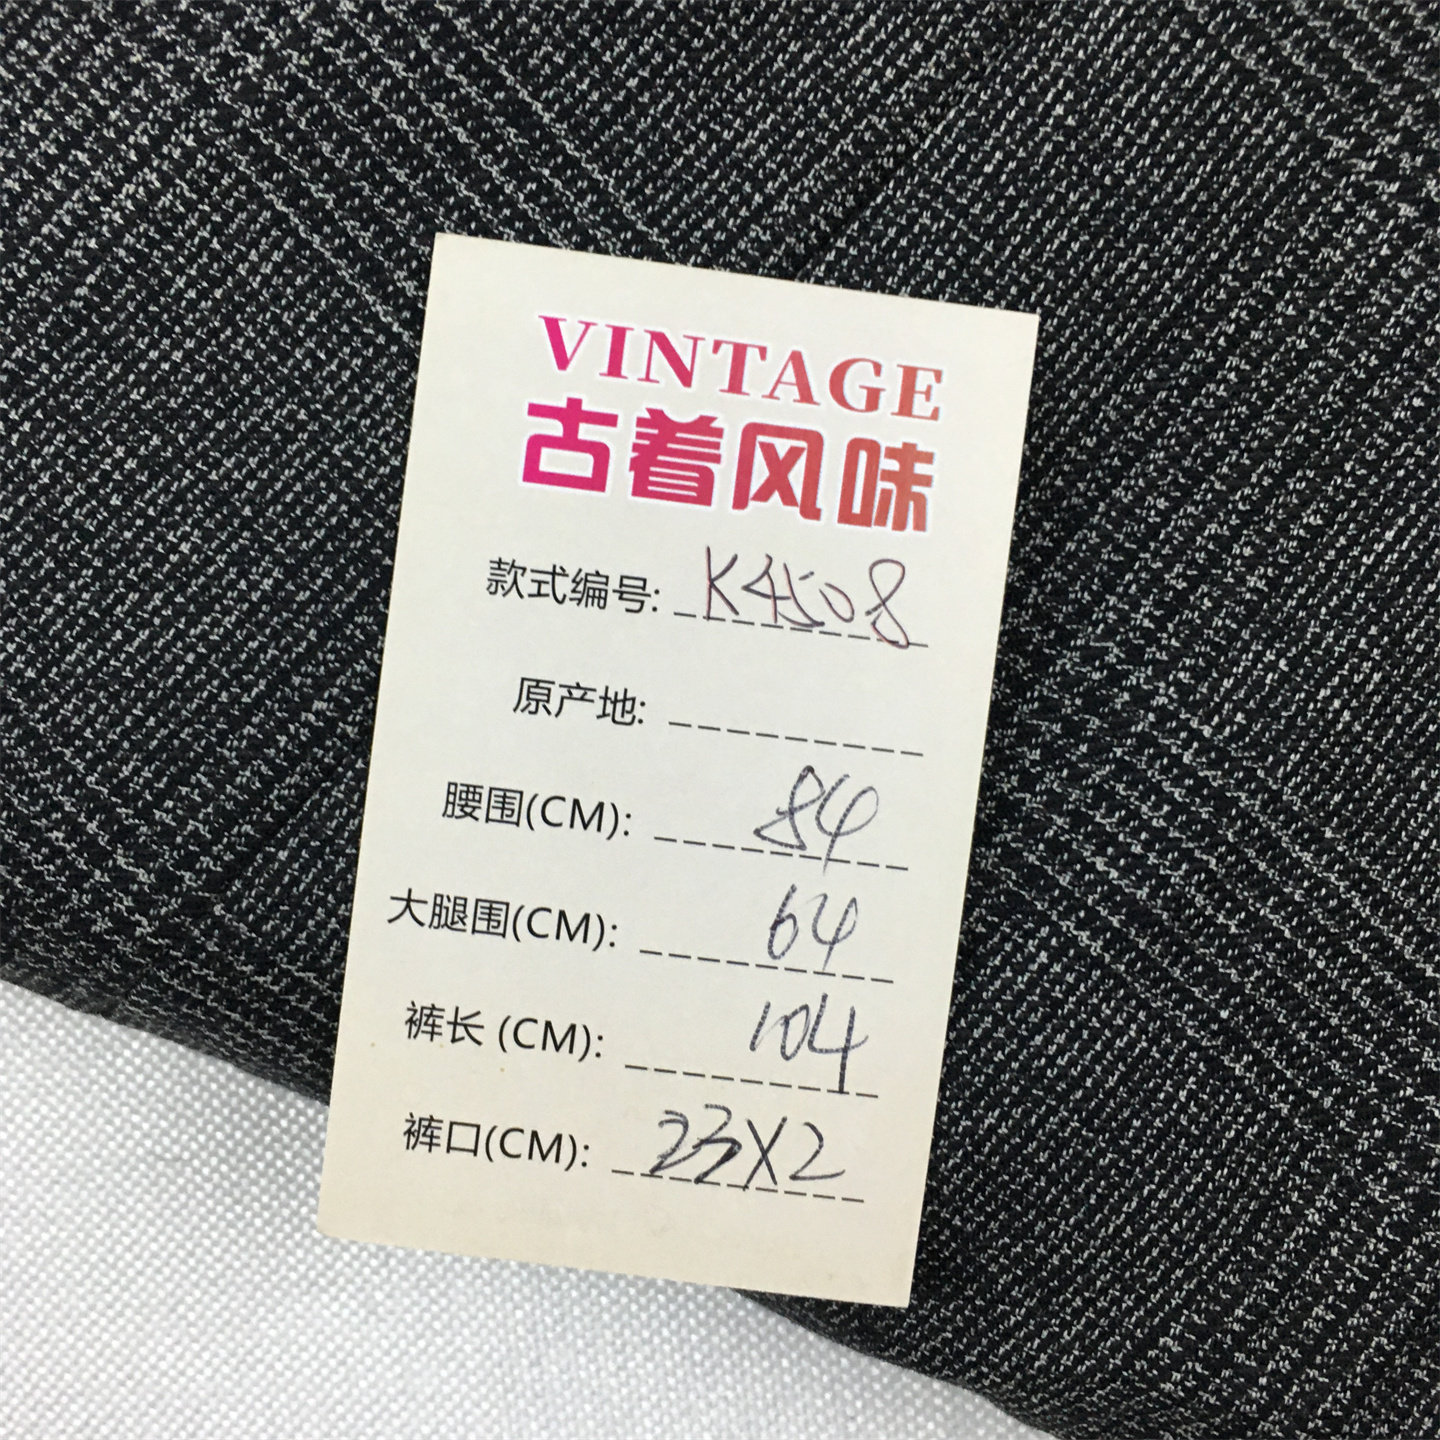 VINTAGE
古着风味
款式编号: K4508
原产地:
腰围(CM): 84
大腿围(CM): 64
裤长 (CM): 104
裤口(CM): 23X2